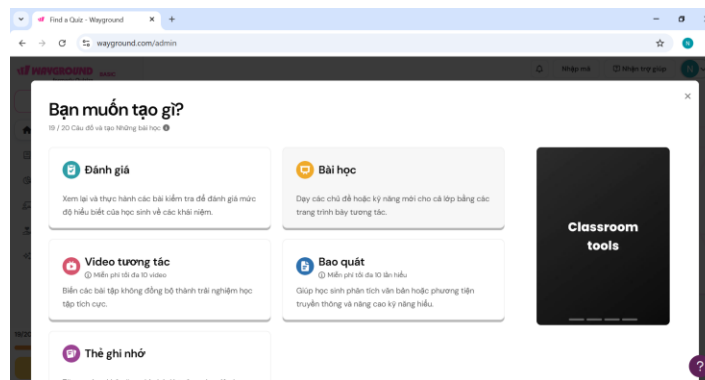 Find a Quiz - Wayground
wayground.com/admin
N
WAYGROUND
Nhập mã
Nhận trợ giúp
Bạn muốn tạo gì?
19 / 20 Câu đố và tạo Những bài học
Đánh giá
Xem lại và thực hành các bài kiểm tra để đánh giá mức
độ hiểu biết của học sinh về các khái niệm.
Bài học
Dạy các chủ đề hoặc kỹ năng mới cho cả lớp bằng các
trang trình bày tương tác.
Classroom
tools
Video tương tác
Miễn phí tối đa 10 video
Biến các bài tập không đồng bộ thành trải nghiệm học
tập tích cực.
Bao quát
Miễn phí tối đa 10 lần hiểu
Giúp học sinh phân tích văn bản hoặc phương tiện
truyền thông và nâng cao kỹ năng hiểu.
19/20
Thẻ ghi nhớ
?